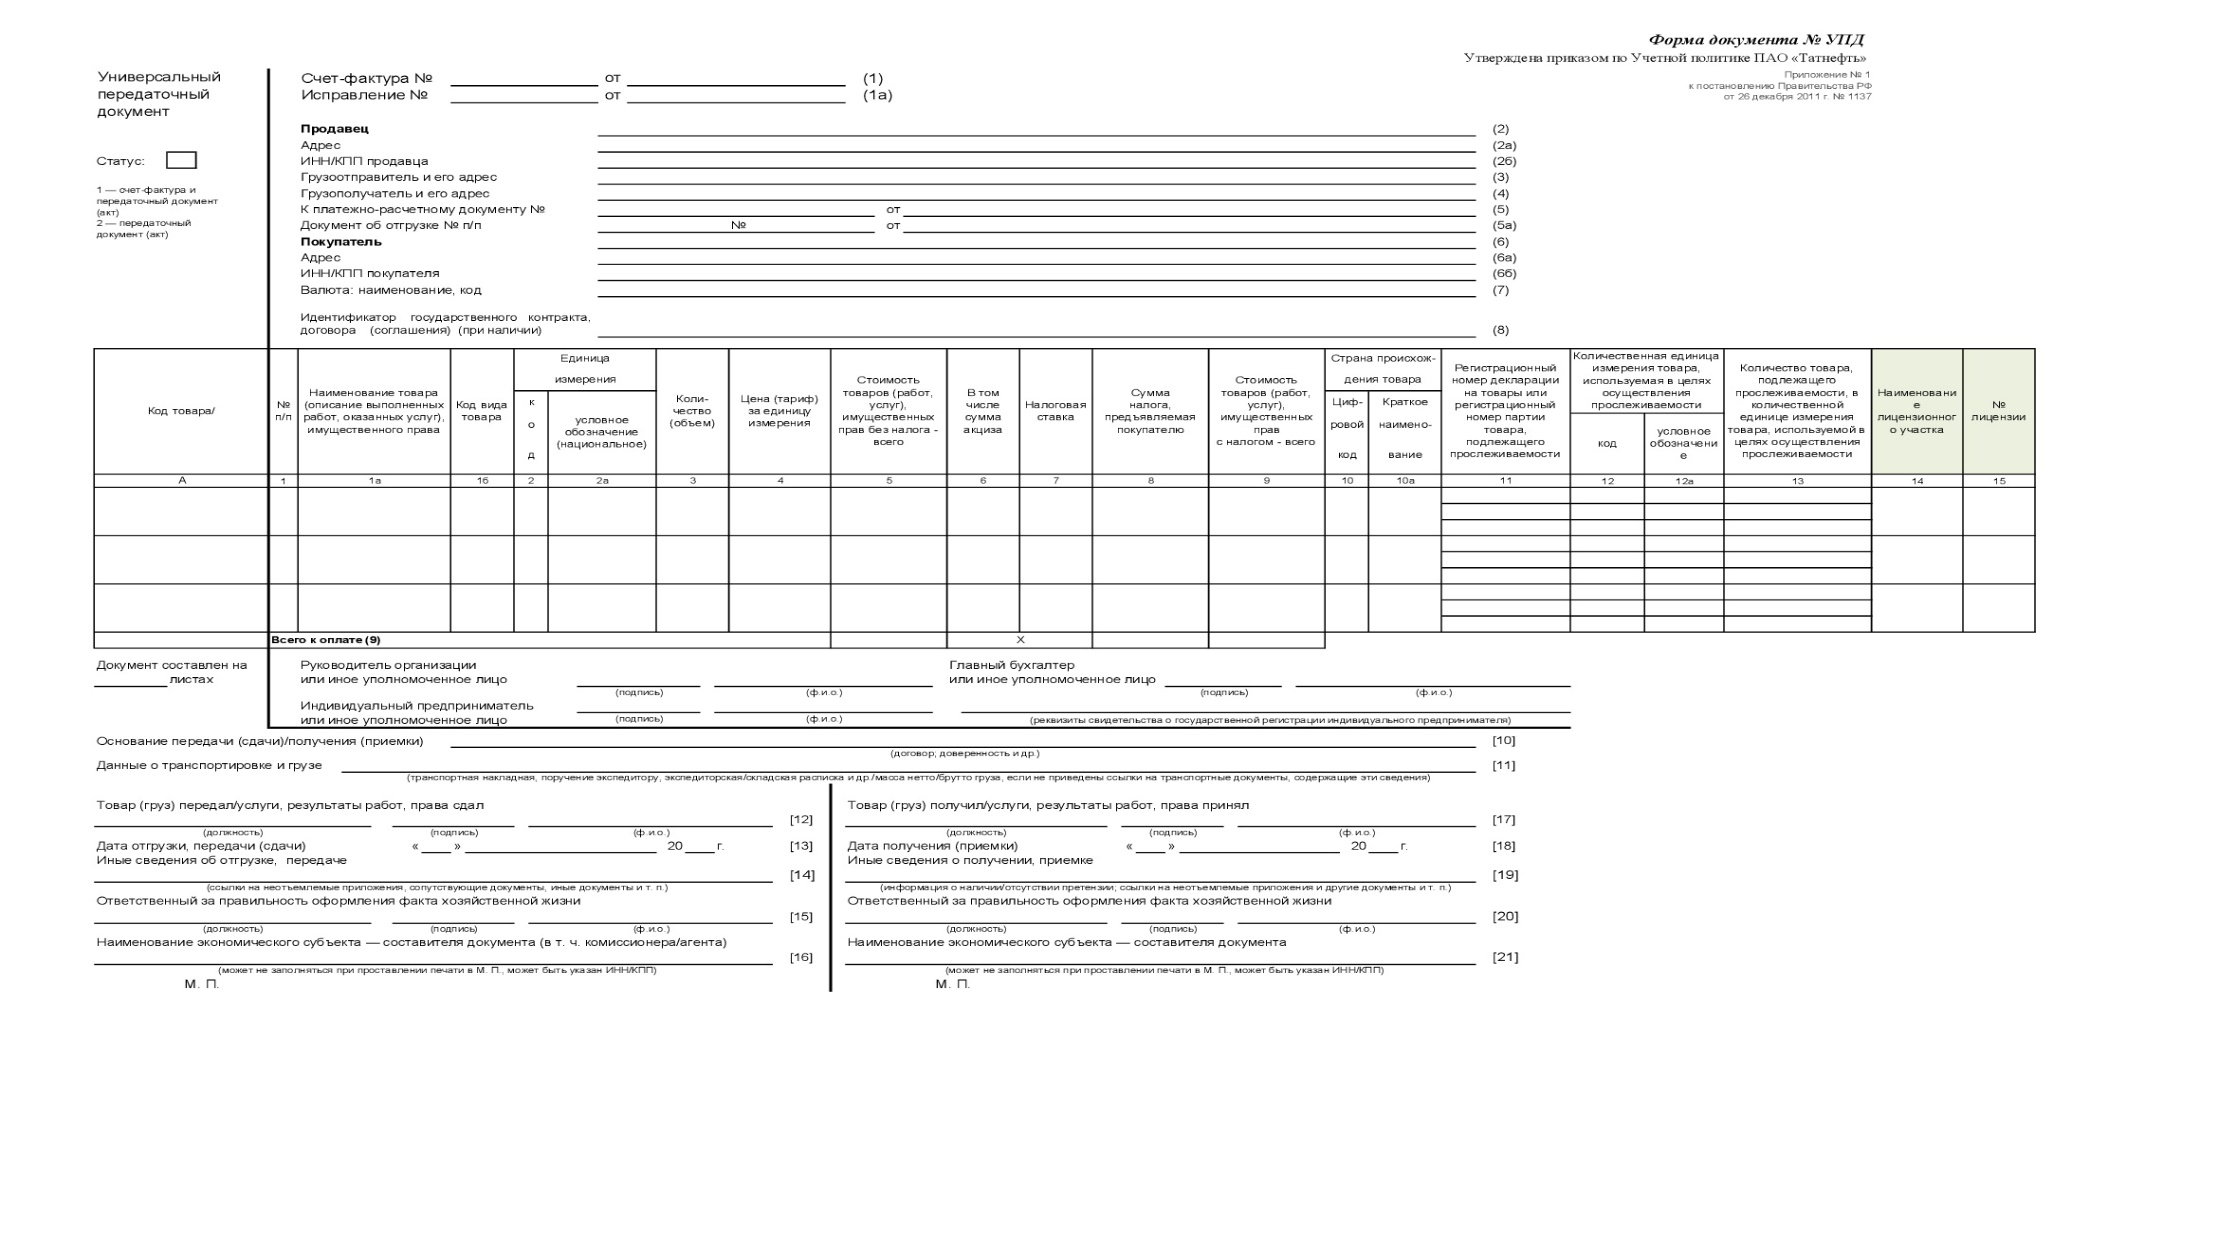 Форма документа № УПД
Утверждена приказом по Учетной политике ПАО «Татнефть»
Приложение № 1
к постановлению Правительства РФ
от 26 декабря 2011 г. № 1137
Универсальный
передаточный
документ
Статус:
1 — счет-фактура и
передаточный документ
(акт)
2 — передаточный
документ (акт)
Счет-фактура № от (1)
Исправление № от (1а)
Продавец (2)
Адрес (2а)
ИНН/КПП продавца (2б)
Грузоотправитель и его адрес (3)
Грузополучатель и его адрес (4)
К платежно-расчетному документу № от (5)
Документ об отгрузке № п/п № от (5а)
Покупатель (6)
Адрес (6а)
ИНН/КПП покупателя (6б)
Валюта: наименование, код (7)
Идентификатор государственного контракта,
договора (соглашения) (при наличии) (8)
Код товара/
№
п/п
Наименование товара
(описание выполненных
работ, оказанных услуг),
имущественного права
Код вида
товара
Единица
измерения
к
о
д
условное
обозначение
(национальное)
Коли-
чество
(объем)
Цена (тариф)
за единицу
измерения
Стоимость
товаров (работ,
услуг),
имущественных
прав без налога -
всего
В том
числе
сумма
акциза
Налоговая
ставка
Сумма
налога,
предъявляемая
покупателю
Стоимость
товаров (работ,
услуг),
имущественных
прав
с налогом - всего
Страна происхож-
дения товара
Циф-
ровой
код
Краткое
наимено-
вание
Регистрационный
номер декларации
на товары или
регистрационный
номер партии
товара,
подлежащего
прослеживаемости
Количественная единица
измерения товара,
используемая в целях
осуществления
прослеживаемости
код
условное
обозначени
е
Количество товара,
подлежащего
прослеживаемости, в
количественной
единице измерения
товара, используемой в
целях осуществления
прослеживаемости
Наименовани
е
лицензионног
о участка
№
лицензии
А 1 1а 1б 2 2а 3 4 5 6 7 8 9 10 10а 11 12 12а 13 14 15
Всего к оплате (9) Х
Документ составлен на
листах
Руководитель организации
или иное уполномоченное лицо
(подпись) (ф.и.о.)
Главный бухгалтер
или иное уполномоченное лицо
(подпись) (ф.и.о.)
Индивидуальный предприниматель
или иное уполномоченное лицо
(подпись) (ф.и.о.)
(реквизиты свидетельства о государственной регистрации индивидуального предпринимателя)
Основание передачи (сдачи)/получения (приемки) [10]
(договор; доверенность и др.)
Данные о транспортировке и грузе [11]
(транспортная накладная, поручение экспедитору, экспедиторская/складская расписка и др./масса нетто/брутто груза, если не приведены ссылки на транспортные документы, содержащие эти сведения)
Товар (груз) передал/услуги, результаты работ, права сдал
[12]
(должность) (подпись) (ф.и.о.)
Дата отгрузки, передачи (сдачи) « » 20 г. [13]
Иные сведения об отгрузке, передаче
[14]
(ссылки на неотъемлемые приложения, сопутствующие документы, иные документы и т. п.)
Ответственный за правильность оформления факта хозяйственной жизни
[15]
(должность) (подпись) (ф.и.о.)
Наименование экономического субъекта — составителя документа (в т. ч. комиссионера/агента)
[16]
(может не заполняться при проставлении печати в М. П., может быть указан ИНН/КПП)
М. П.
Товар (груз) получил/услуги, результаты работ, права принял
[17]
(должность) (подпись) (ф.и.о.)
Дата получения (приемки) « » 20 г. [18]
Иные сведения о получении, приемке
[19]
(информация о наличии/отсутствии претензии; ссылки на неотъемлемые приложения и другие документы и т. п.)
Ответственный за правильность оформления факта хозяйственной жизни
[20]
(должность) (подпись) (ф.и.о.)
Наименование экономического субъекта — составителя документа
[21]
(может не заполняться при проставлении печати в М. П., может быть указан ИНН/КПП)
М. П.